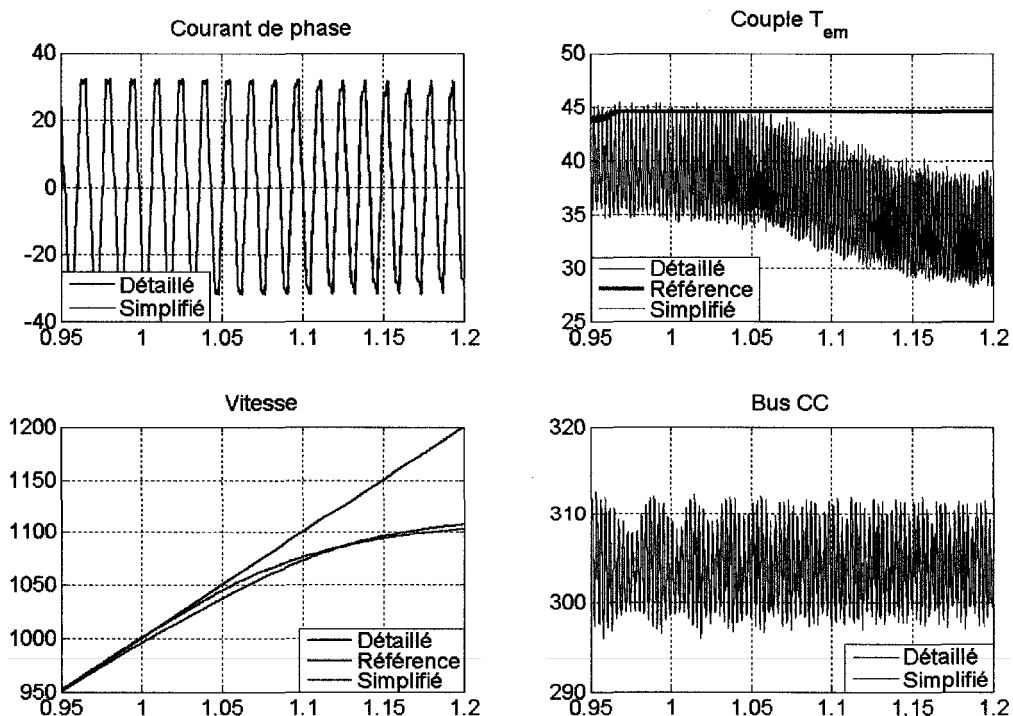 Courant de phase
40
20
0
-20
-40
Détaillé
Simplifié
0.95 1 1.05 1.1 1.15 1.2
Couple T_em
50
45
40
35
30
25
Détaillé
Référence
Simplifié
0.95 1 1.05 1.1 1.15 1.2
Vitesse
1200
1150
1100
1050
1000
950
Détaillé
Référence
Simplifié
0.95 1 1.05 1.1 1.15 1.2
Bus CC
320
310
300
290
Détaillé
Simplifié
0.95 1 1.05 1.1 1.15 1.2